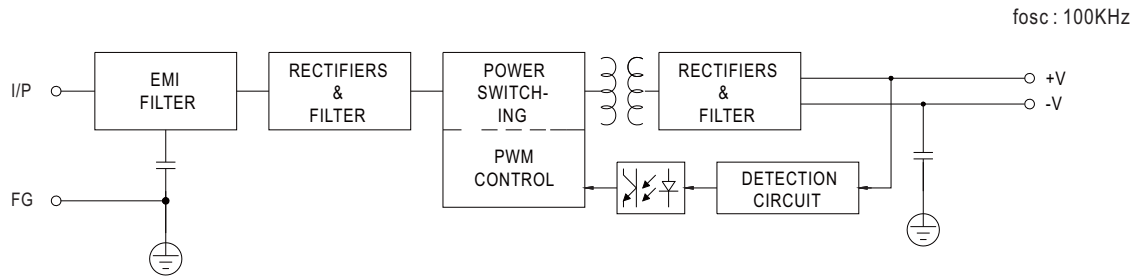 fosc : 100KHz
I/P
EMI
FILTER
RECTIFIERS
&
FILTER
POWER
SWITCH-
ING
PWM
CONTROL
RECTIFIERS
&
FILTER
+V
-V
DETECTION
CIRCUIT
FG